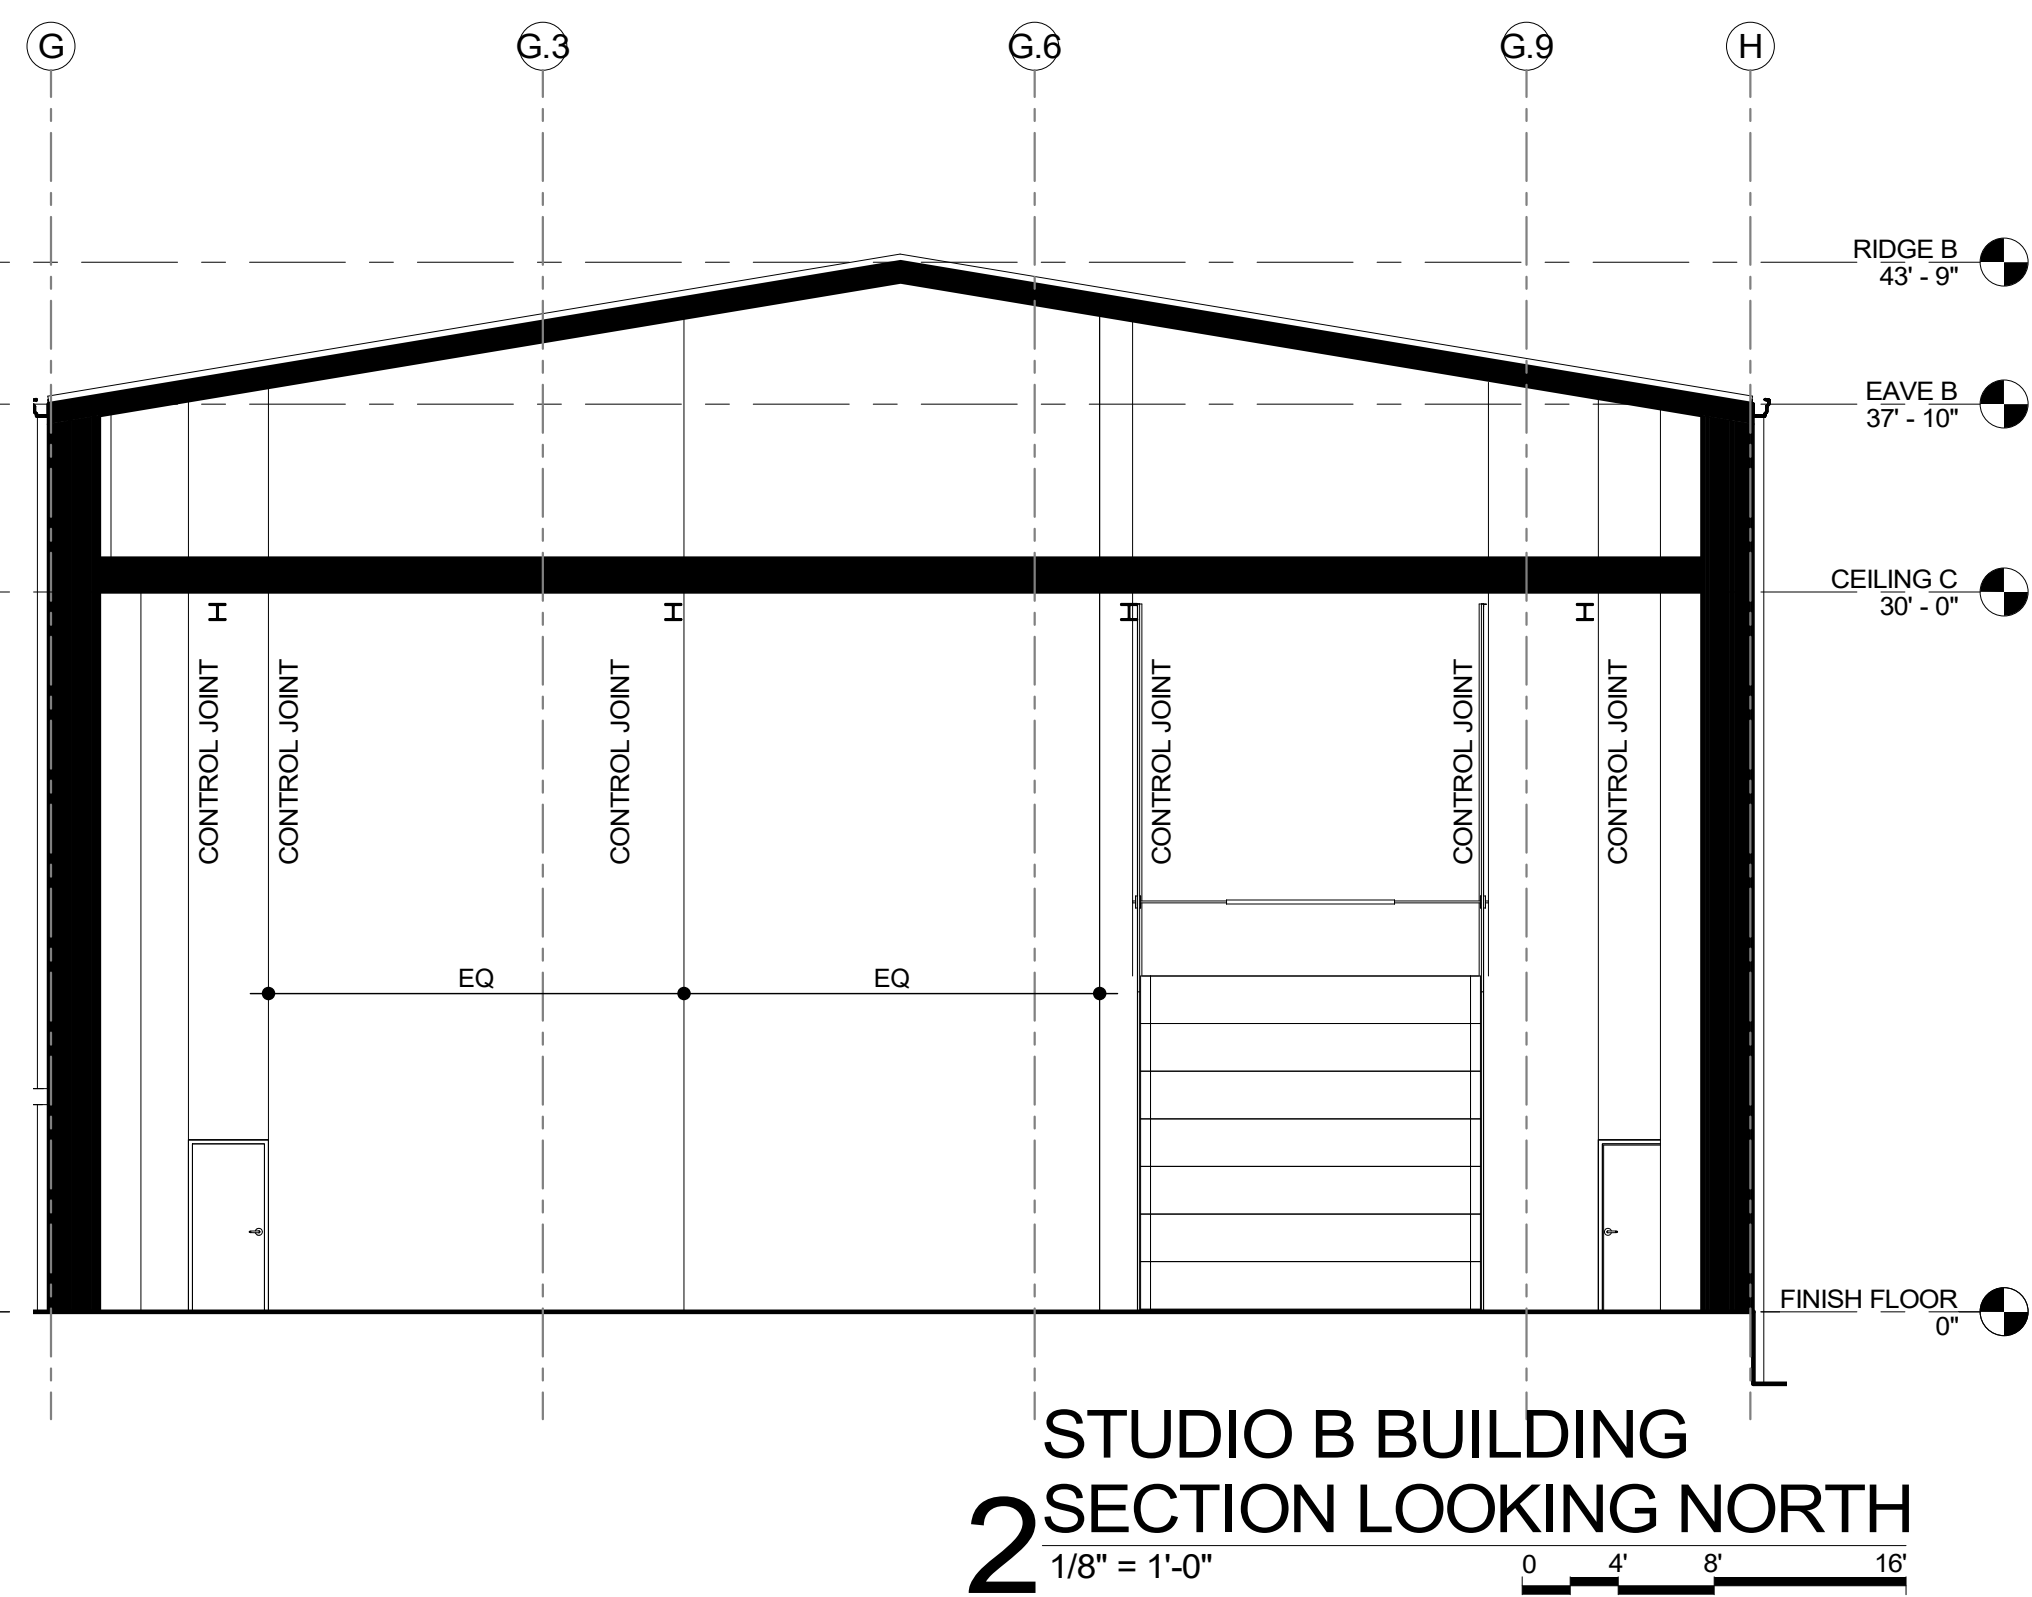 G G.3 G.6 G.9 H
RIDGE B
43' - 9"
EAVE B
37' - 10"
CEILING C
30' - 0"
CONTROL JOINT
CONTROL JOINT
CONTROL JOINT
CONTROL JOINT
CONTROL JOINT
CONTROL JOINT
EQ EQ
FINISH FLOOR
0"
STUDIO B BUILDING
SECTION LOOKING NORTH
2
1/8" = 1'-0"
0 4' 8' 16'